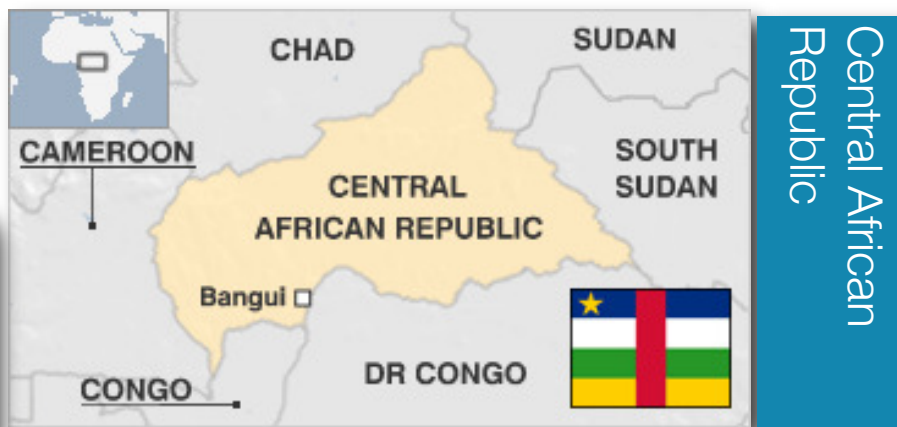 CHAD
SUDAN
CAMEROON
SOUTH
SUDAN
CENTRAL
AFRICAN REPUBLIC
Bangui
DR CONGO
CONGO
Central African
Republic